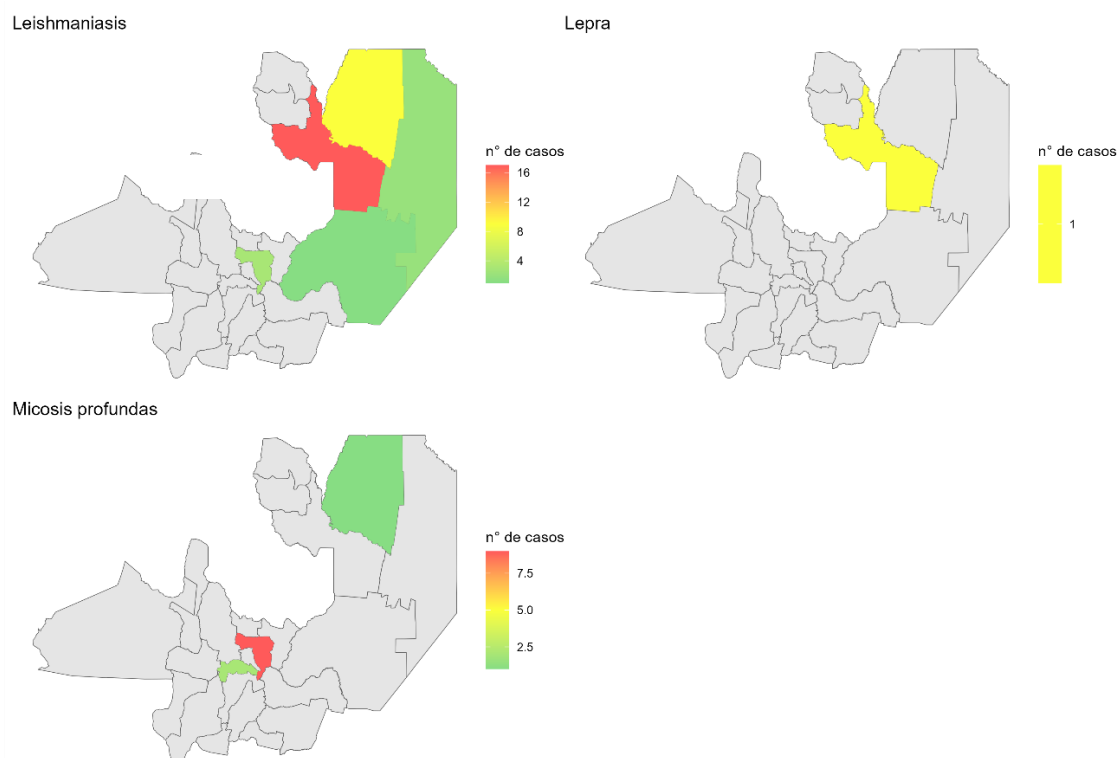 Leishmaniasis
n° de casos
16
12
8
4
Lepra
n° de casos
1
Micosis profundas
n° de casos
7.5
5.0
2.5